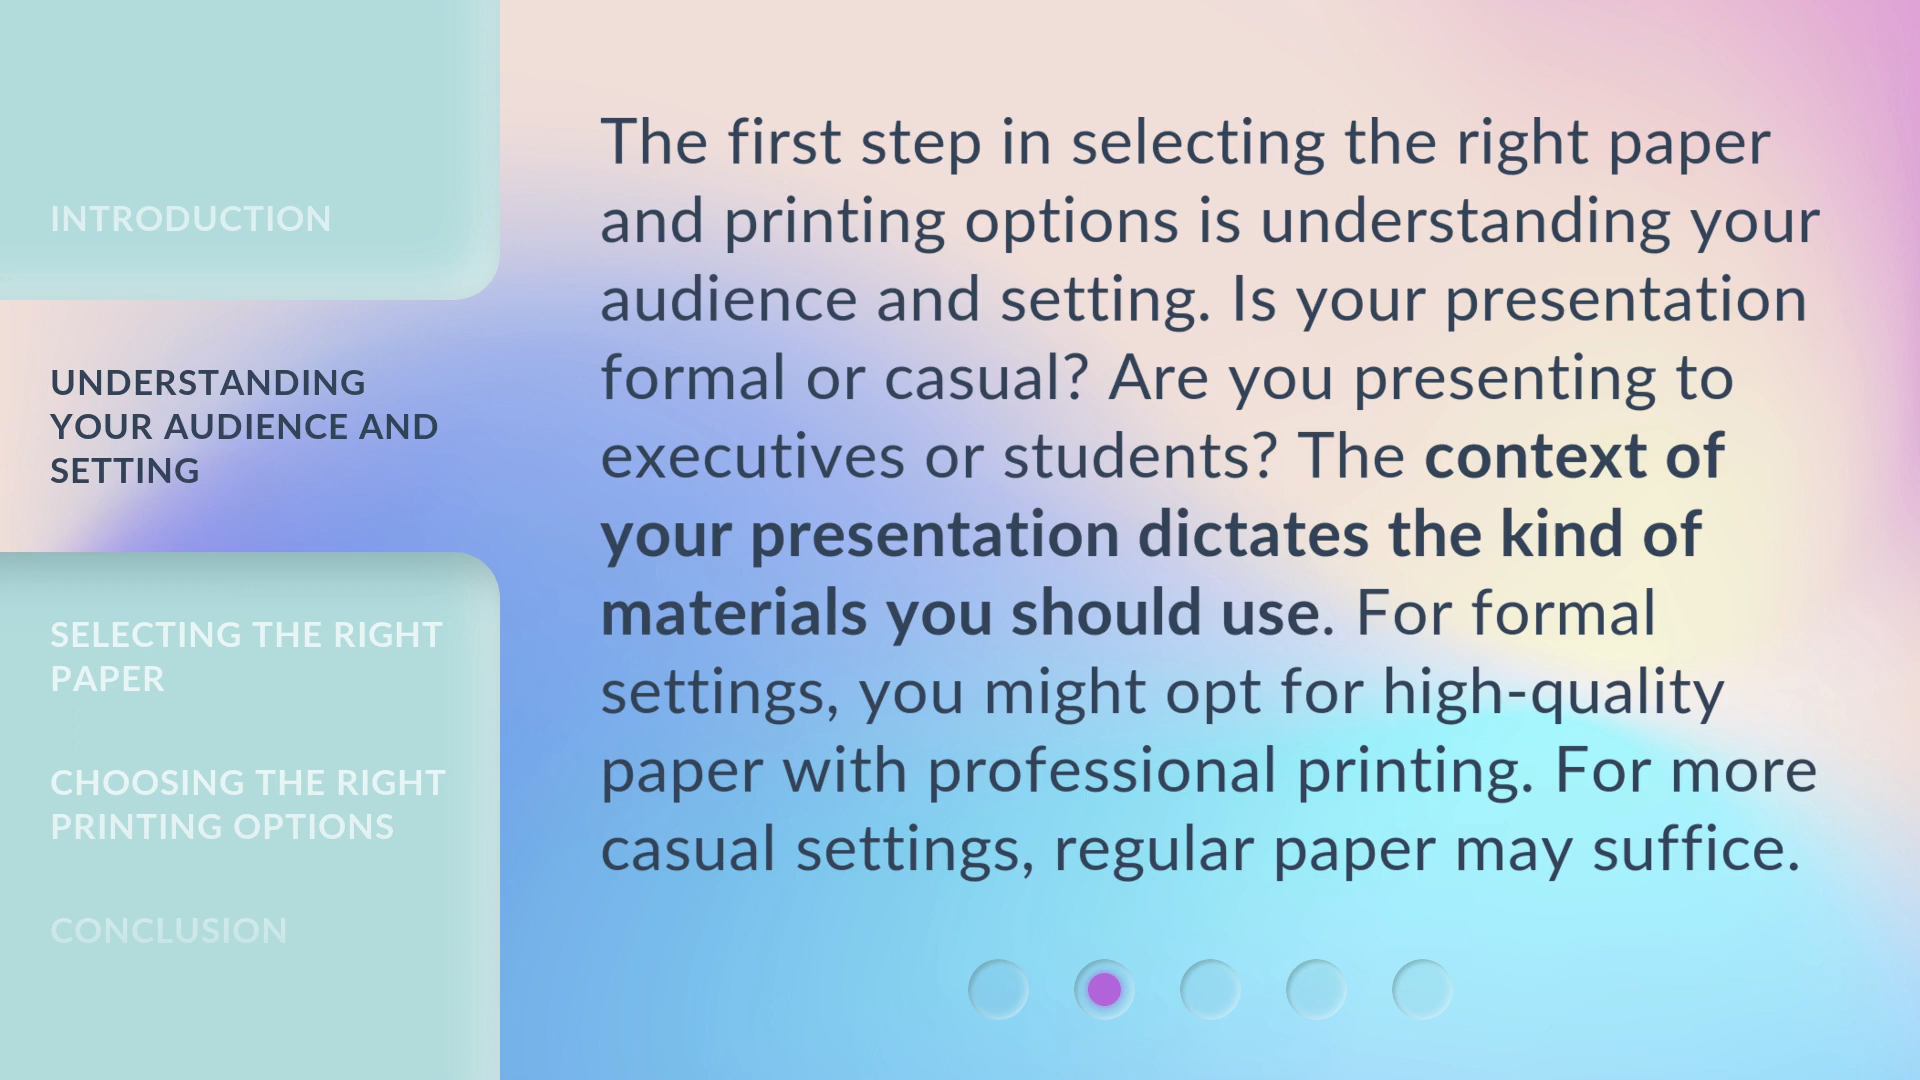 INTRODUCTION
UNDERSTANDING
YOUR AUDIENCE AND
SETTING
SELECTING THE RIGHT
PAPER
CHOOSING THE RIGHT
PRINTING OPTIONS
CONCLUSION
The first step in selecting the right paper
and printing options is understanding your
audience and setting. Is your presentation
formal or casual? Are you presenting to
executives or students? The context of
your presentation dictates the kind of
materials you should use. For formal
settings, you might opt for high-quality
paper with professional printing. For more
casual settings, regular paper may suffice.